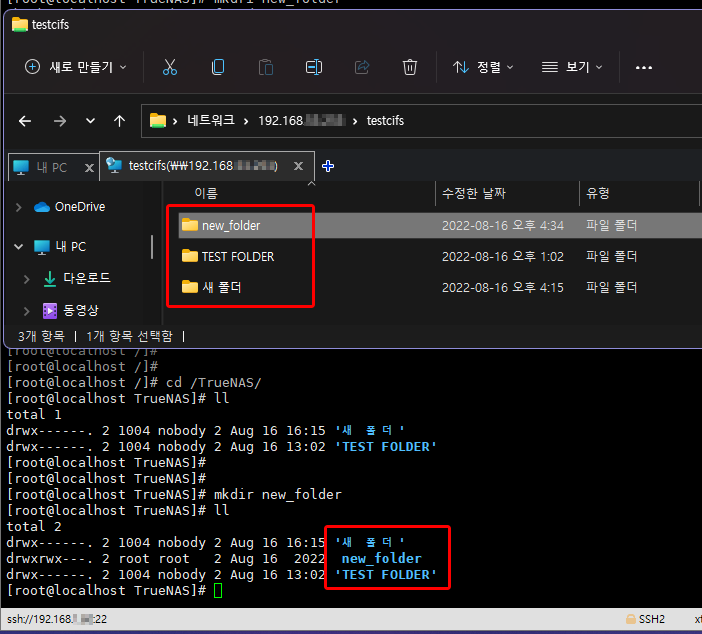 [root@localhost TrueNAS]# mkdri new_folder
testcifs
새로 만들기
정렬
보기
네트워크 > 192.168. > testcifs
내 PC
testcifs(₩₩192.168. )
이름 수정한 날짜 유형
OneDrive
내 PC
다운로드
동영상
new_folder 2022-08-16 오후 4:34 파일 폴더
TEST FOLDER 2022-08-16 오후 1:02 파일 폴더
새 폴더 2022-08-16 오후 4:15 파일 폴더
3개 항목 | 1개 항목 선택함 |
[root@localhost /]#
[root@localhost /]#
[root@localhost /]# cd /TrueNAS/
[root@localhost TrueNAS]# ll
total 1
drwx------. 2 1004 nobody 2 Aug 16 16:15 '새 폴더'
drwx------. 2 1004 nobody 2 Aug 16 13:02 'TEST FOLDER'
[root@localhost TrueNAS]#
[root@localhost TrueNAS]#
[root@localhost TrueNAS]# mkdir new_folder
[root@localhost TrueNAS]# ll
total 2
drwx------. 2 1004 nobody 2 Aug 16 16:15 '새 폴더'
drwxrwx---. 2 root root 2 Aug 16 2022 new_folder
drwx------. 2 1004 nobody 2 Aug 16 13:02 'TEST FOLDER'
[root@localhost TrueNAS]#
ssh://192.168. :22 SSH2 xt